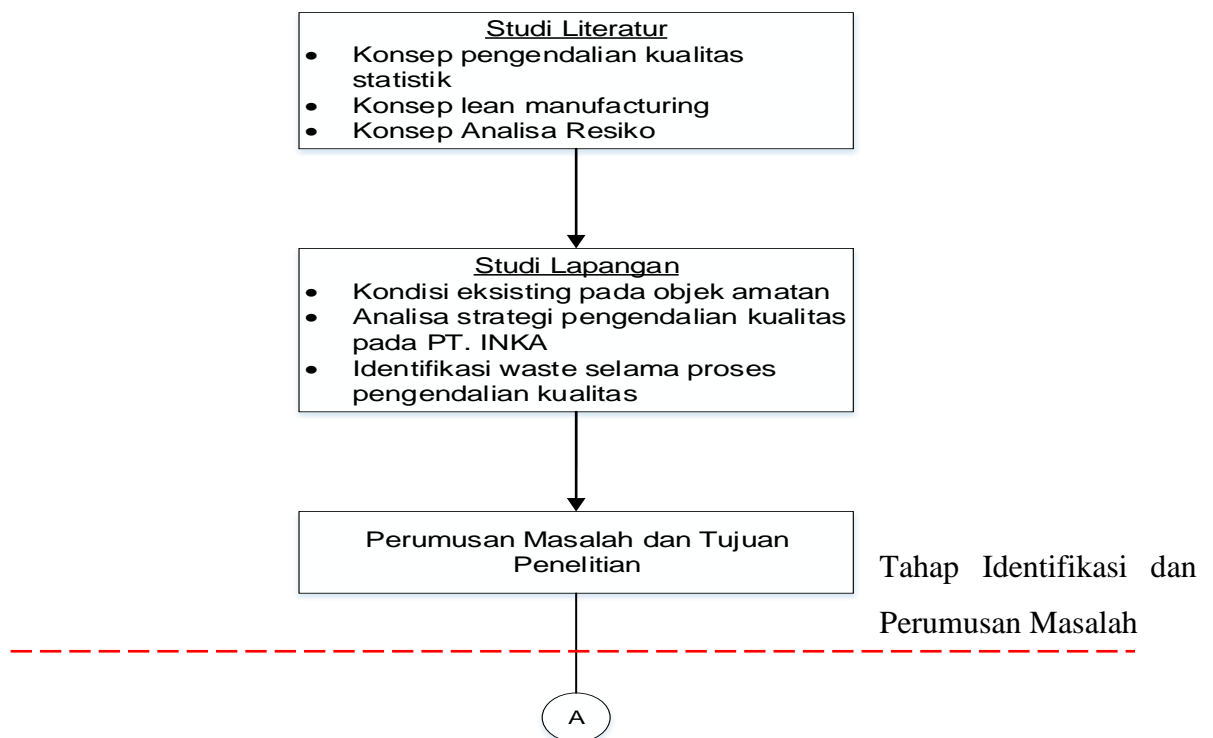 Studi Literatur
• Konsep pengendalian kualitas
statistik
• Konsep lean manufacturing
• Konsep Analisa Resiko
Studi Lapangan
• Kondisi eksisting pada objek amatan
• Analisa strategi pengendalian kualitas
pada PT. INKA
• Identifikasi waste selama proses
pengendalian kualitas
Perumusan Masalah dan Tujuan
Penelitian
Tahap Identifikasi dan
Perumusan Masalah
A